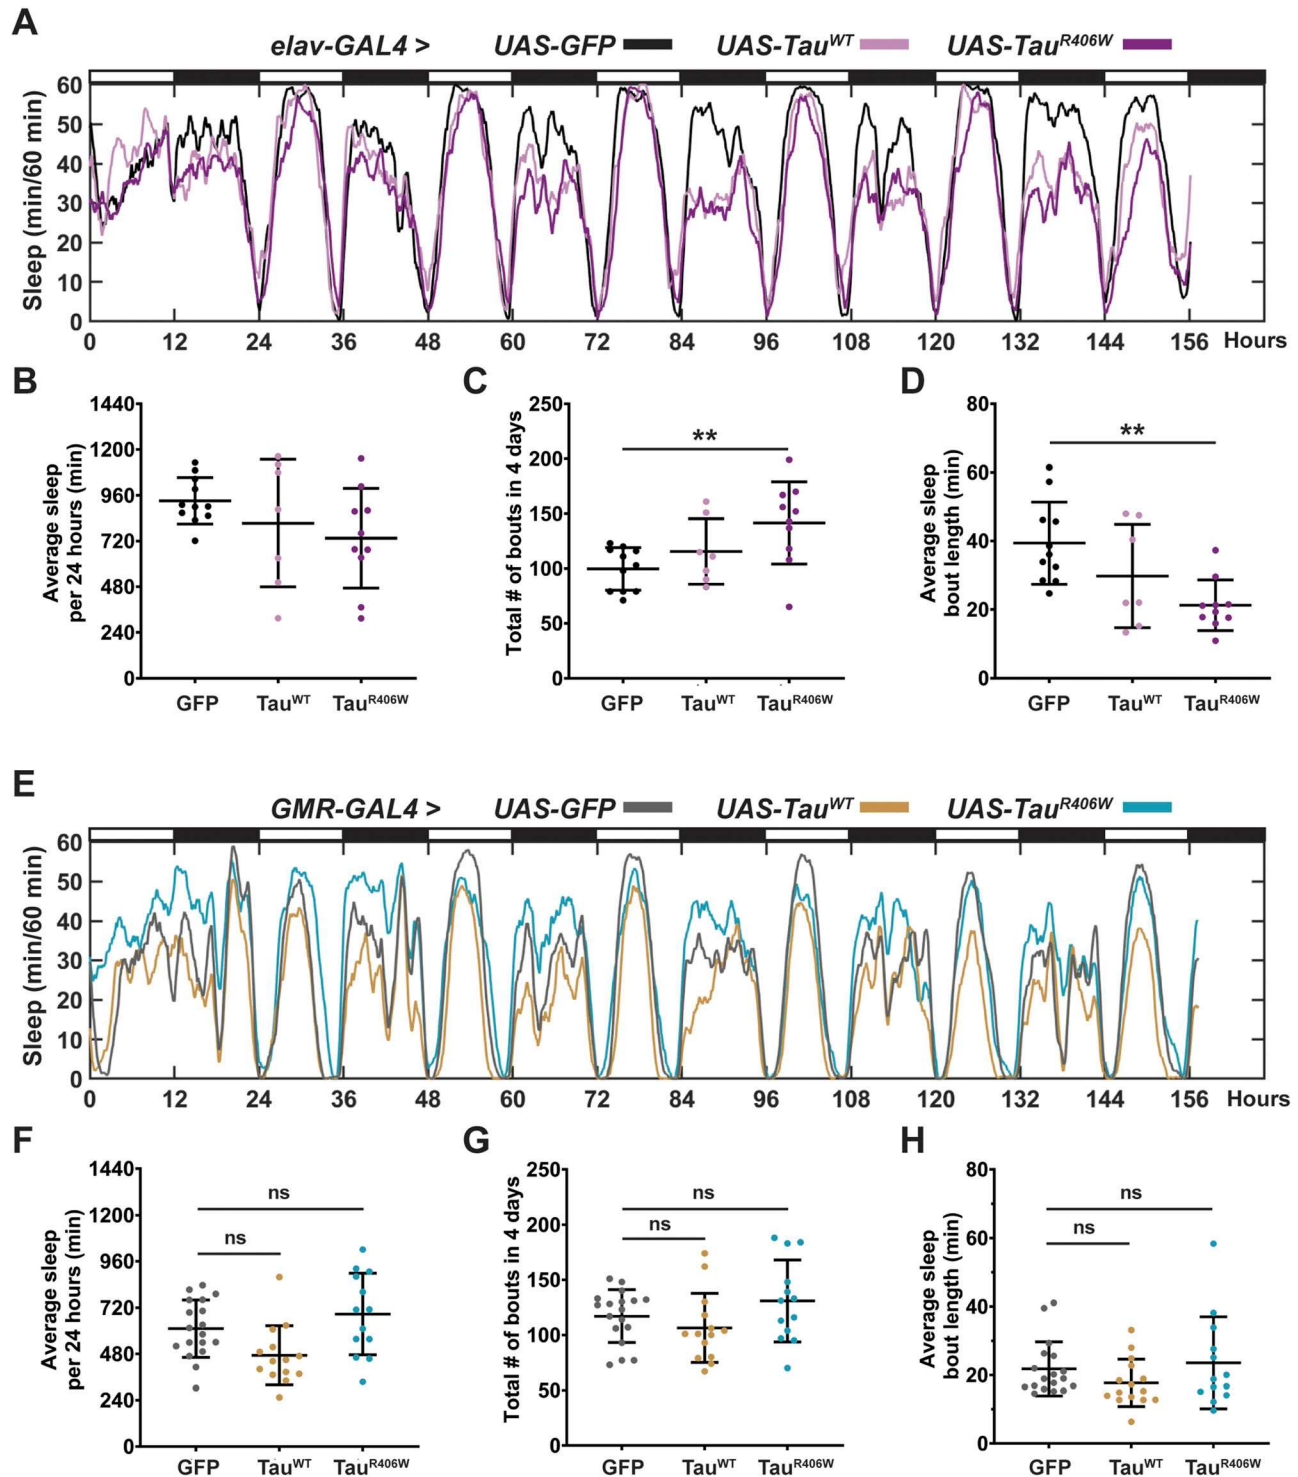 A
elav-GAL4 > UAS-GFP UAS-Tau^WT UAS-Tau^R406W
Sleep (min/60 min)
60
50
40
30
20
10
0
0 12 24 36 48 60 72 84 96 108 120 132 144 156 Hours
B
Average sleep
per 24 hours (min)
1440
1200
960
720
480
240
0
GFP Tau^WT Tau^R406W
C
Total # of bouts in 4 days
250
200
150
100
50
0
**
GFP Tau^WT Tau^R406W
D
Average sleep
bout length (min)
80
60
40
20
0
**
GFP Tau^WT Tau^R406W
E
GMR-GAL4 > UAS-GFP UAS-Tau^WT UAS-Tau^R406W
Sleep (min/60 min)
60
50
40
30
20
10
0
0 12 24 36 48 60 72 84 96 108 120 132 144 156 Hours
F
Average sleep
per 24 hours (min)
1440
1200
960
720
480
240
0
ns
ns
GFP Tau^WT Tau^R406W
G
Total # of bouts in 4 days
250
200
150
100
50
0
ns
ns
GFP Tau^WT Tau^R406W
H
Average sleep
bout length (min)
80
60
40
20
0
ns
ns
GFP Tau^WT Tau^R406W